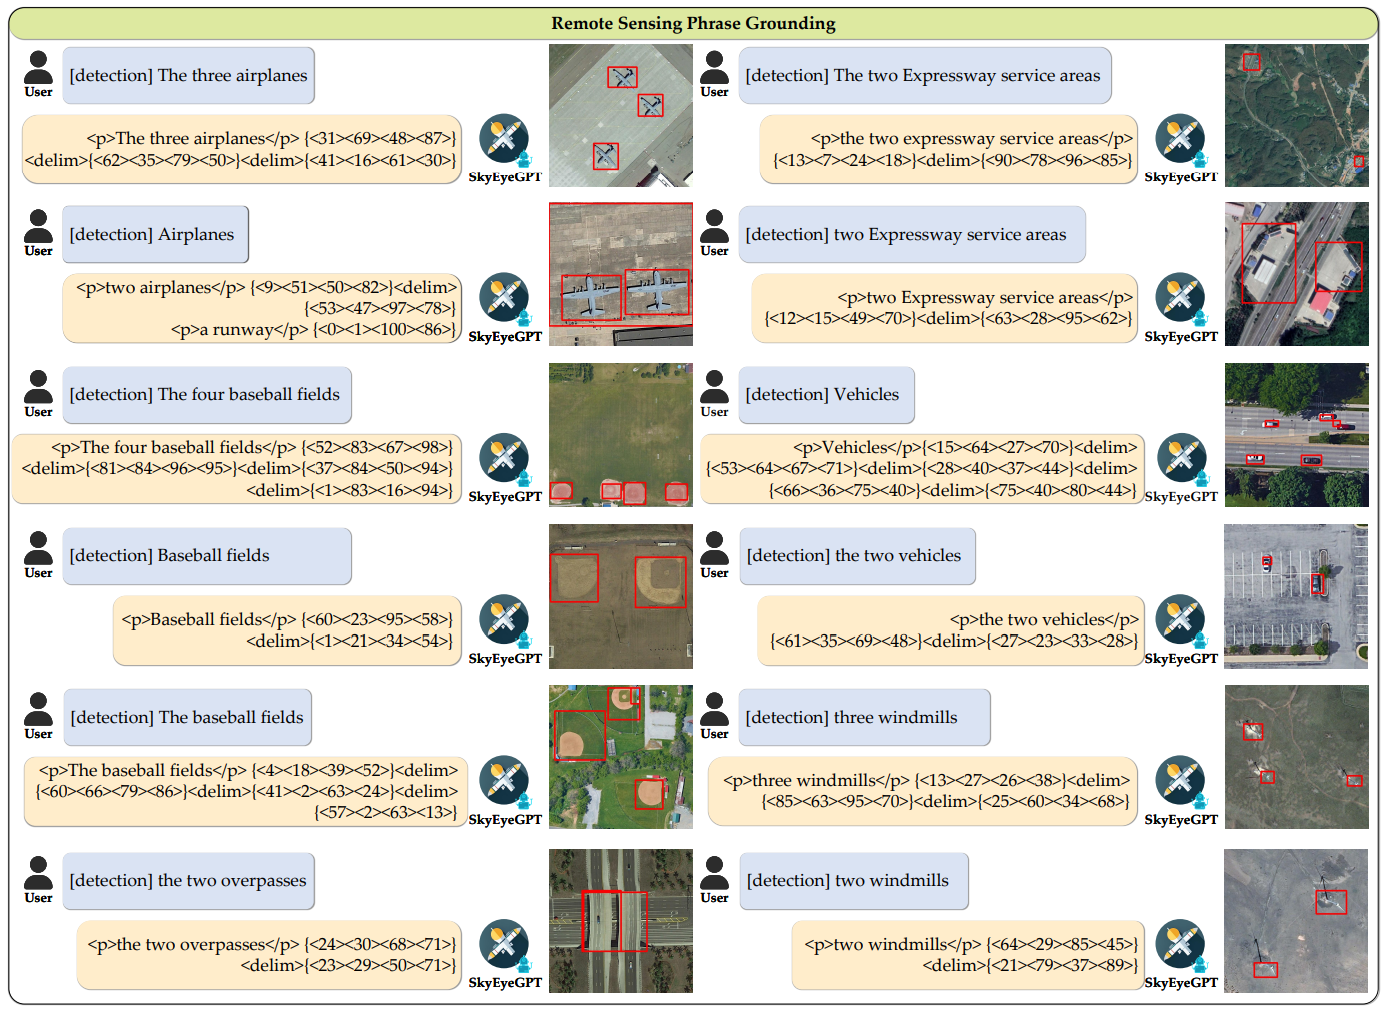 Remote Sensing Phrase Grounding
[detection] The three airplanes
User
<p>The three airplanes</p> {<31><69><48><87>}
<delim>{<62><35><79><50>}<delim>{<41><16><61><30>}
SkyEyeGPT
[detection] The two Expressway service areas
User
<p>the two expressway service areas</p>
{<13><7><24><18>}<delim>{<90><78><96><85>}
SkyEyeGPT
[detection] Airplanes
User
<p>two airplanes</p> {<9><51><50><82>}<delim>
{<53><47><97><78>}
<p>a runway</p> {<0><1><100><86>}
SkyEyeGPT
[detection] two Expressway service areas
User
<p>two Expressway service areas</p>
{<12><15><49><70>}<delim>{<63><28><95><62>}
SkyEyeGPT
[detection] The four baseball fields
User
<p>The four baseball fields</p> {<52><83><67><98>}
<delim>{<81><84><96><95>}<delim>{<37><84><50><94>}
<delim>{<1><83><16><94>}
SkyEyeGPT
[detection] Vehicles
User
<p>Vehicles</p>{<15><64><27><70>}<delim>
{<53><64><67><71>}<delim>{<28><40><37><44>}<delim>
{<66><36><75><40>}<delim>{<75><40><80><44>}
SkyEyeGPT
[detection] Baseball fields
User
<p>Baseball fields</p> {<60><23><95><58>}
<delim>{<1><21><34><54>}
SkyEyeGPT
[detection] the two vehicles
User
<p>the two vehicles</p>
{<61><35><69><48>}<delim>{<27><23><33><28>}
SkyEyeGPT
[detection] The baseball fields
User
<p>The baseball fields</p> {<4><18><39><52>}<delim>
{<60><66><79><86>}<delim>{<41><2><63><24>}<delim>
{<57><2><63><13>}
SkyEyeGPT
[detection] three windmills
User
<p>three windmills</p> {<13><27><26><38>}<delim>
{<85><63><95><70>}<delim>{<25><60><34><68>}
SkyEyeGPT
[detection] the two overpasses
User
<p>the two overpasses</p> {<24><30><68><71>}
<delim>{<23><29><50><71>}
SkyEyeGPT
[detection] two windmills
User
<p>two windmills</p> {<64><29><85><45>}
<delim>{<21><79><37><89>}
SkyEyeGPT